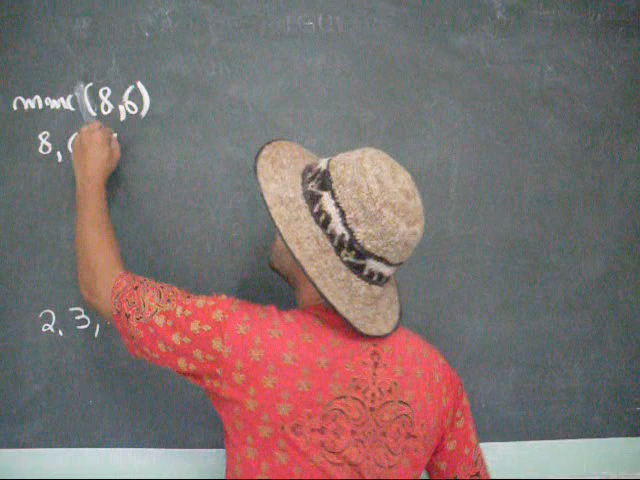 mmc (8,6)
8,
2, 3,